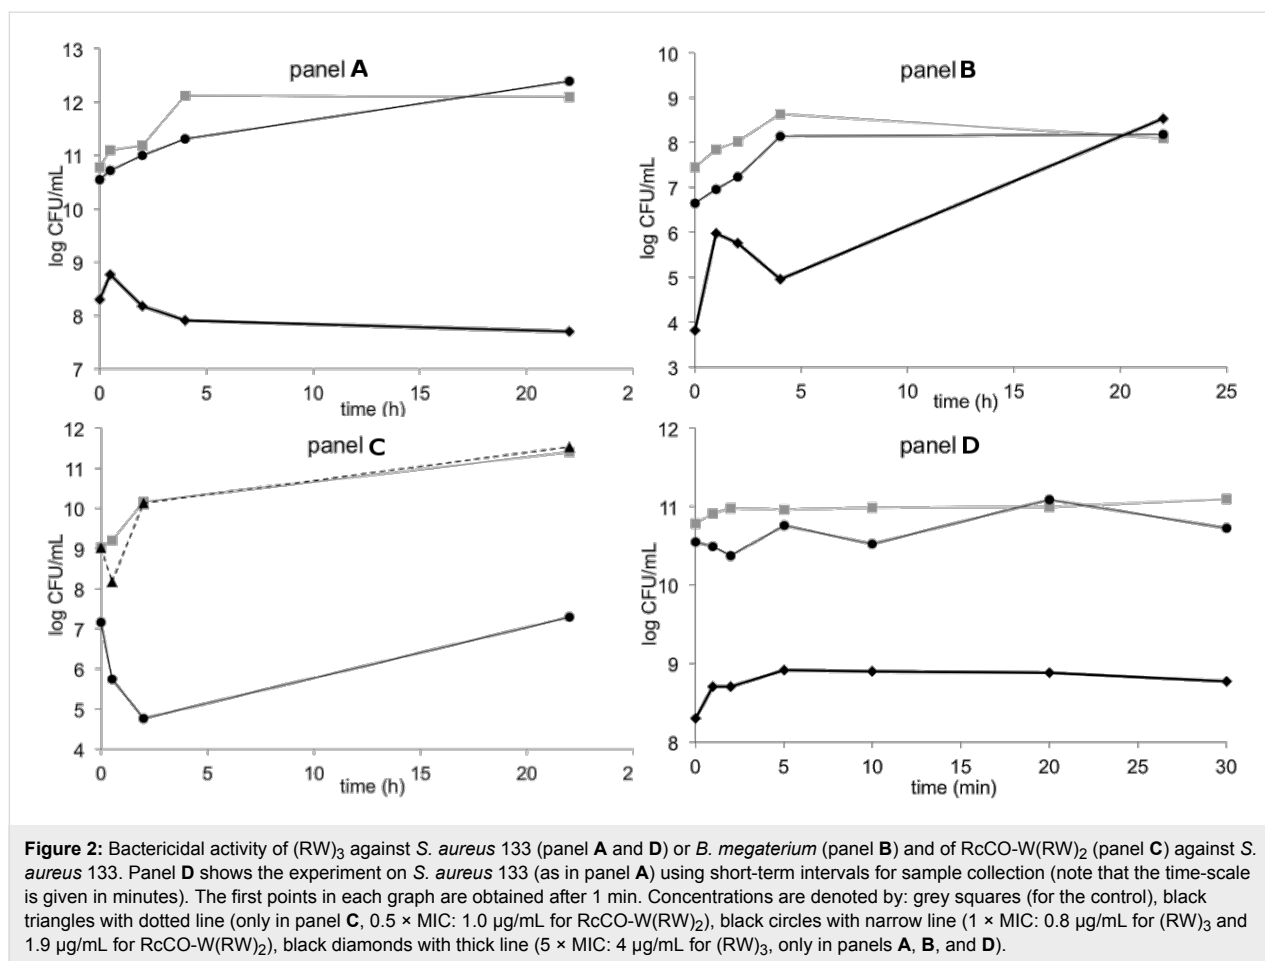 panel A
13
12
11
10
9
8
7
log CFU/mL
0 5 10 15 20 2
time (h)
panel B
10
9
8
7
6
5
4
3
log CFU/mL
0 5 10 15 20 25
time (h)
panel C
12
11
10
9
8
7
6
5
4
log CFU/mL
0 5 10 15 20 2
time (h)
panel D
12
11
10
9
8
log CFU/mL
0 5 10 15 20 25 30
time (min)
Figure 2: Bactericidal activity of (RW)3 against S. aureus 133 (panel A and D) or B. megaterium (panel B) and of RcCO-W(RW)2 (panel C) against S.
aureus 133. Panel D shows the experiment on S. aureus 133 (as in panel A) using short-term intervals for sample collection (note that the time-scale
is given in minutes). The first points in each graph are obtained after 1 min. Concentrations are denoted by: grey squares (for the control), black
triangles with dotted line (only in panel C, 0.5 × MIC: 1.0 µg/mL for RcCO-W(RW)2), black circles with narrow line (1 × MIC: 0.8 µg/mL for (RW)3 and
1.9 µg/mL for RcCO-W(RW)2), black diamonds with thick line (5 × MIC: 4 µg/mL for (RW)3, only in panels A, B, and D).